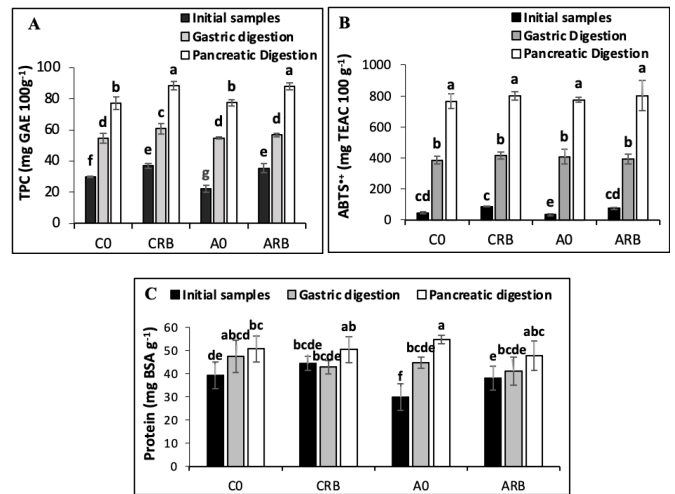 A
■ Initial samples
□ Gastric digestion
□ Pancreatic Digestion
TPC (mg GAE 100g-1)
100
80
60
40
20
0
f d b e c a g d b e d a
C0 CRB A0 ARB
B
■ Initial samples
■ Gastric Digestion
□ Pancreatic Digestion
ABTS•+ (mg TEAC 100 g-1)
1000
800
600
400
200
0
cd b a c b a e b a cd b a
C0 CRB A0 ARB
C
■ Initial samples □ Gastric digestion □ Pancreatic digestion
Protein (mg BSA g-1)
60
50
40
30
20
10
0
de abcd bc bcde bcde ab f bcde a e bcde abc
C0 CRB A0 ARB